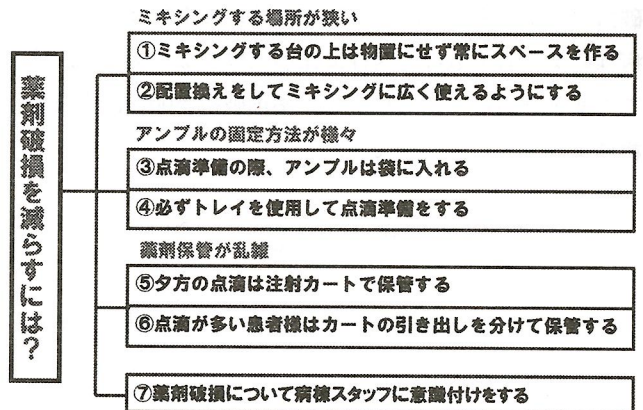 薬剤破損を減らすには？
ミキシングする場所が狭い
①ミキシングする台の上は物置にせず常にスペースを作る
②配置換えをしてミキシングに広く使えるようにする
アンプルの固定方法が様々
③点滴準備の際、アンプルは袋に入れる
④必ずトレイを使用して点滴準備をする
薬剤保管が乱雑
⑤夕方の点滴は注射カートで保管する
⑥点滴が多い患者様はカートの引き出しを分けて保管する
⑦薬剤破損について病棟スタッフに意識付けをする